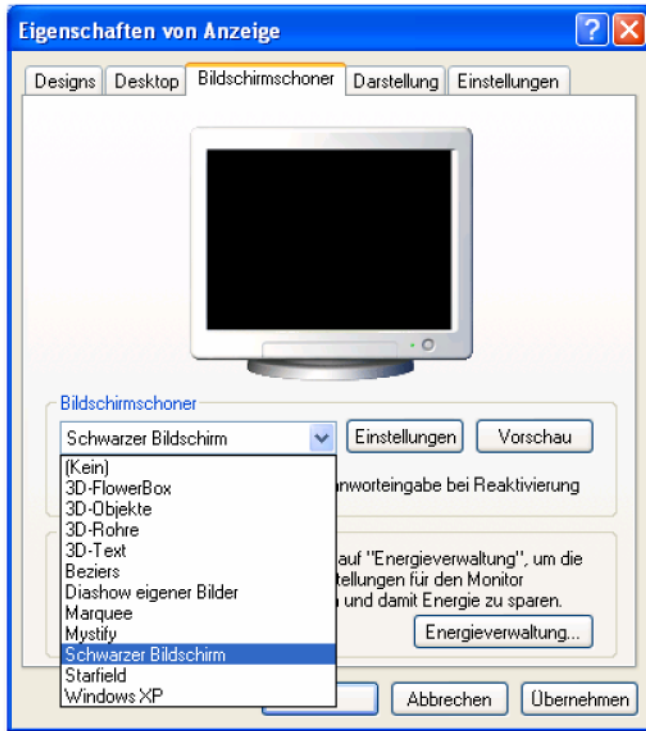 Eigenschaften von Anzeige
Designs Desktop Bildschirmschoner Darstellung Einstellungen
Bildschirmschoner
Schwarzer Bildschirm Einstellungen Vorschau
(Kein)
3D-FlowerBox nworteingabe bei Reaktivierung
3D-Objekte
3D-Rohre
3D-Text auf "Energieverwaltung", um die
Beziers tellungen für den Monitor
Diashow eigener Bilder und damit Energie zu sparen.
Marquee
Mystify Energieverwaltung...
Schwarzer Bildschirm
Starfield
Windows XP Abbrechen Übernehmen